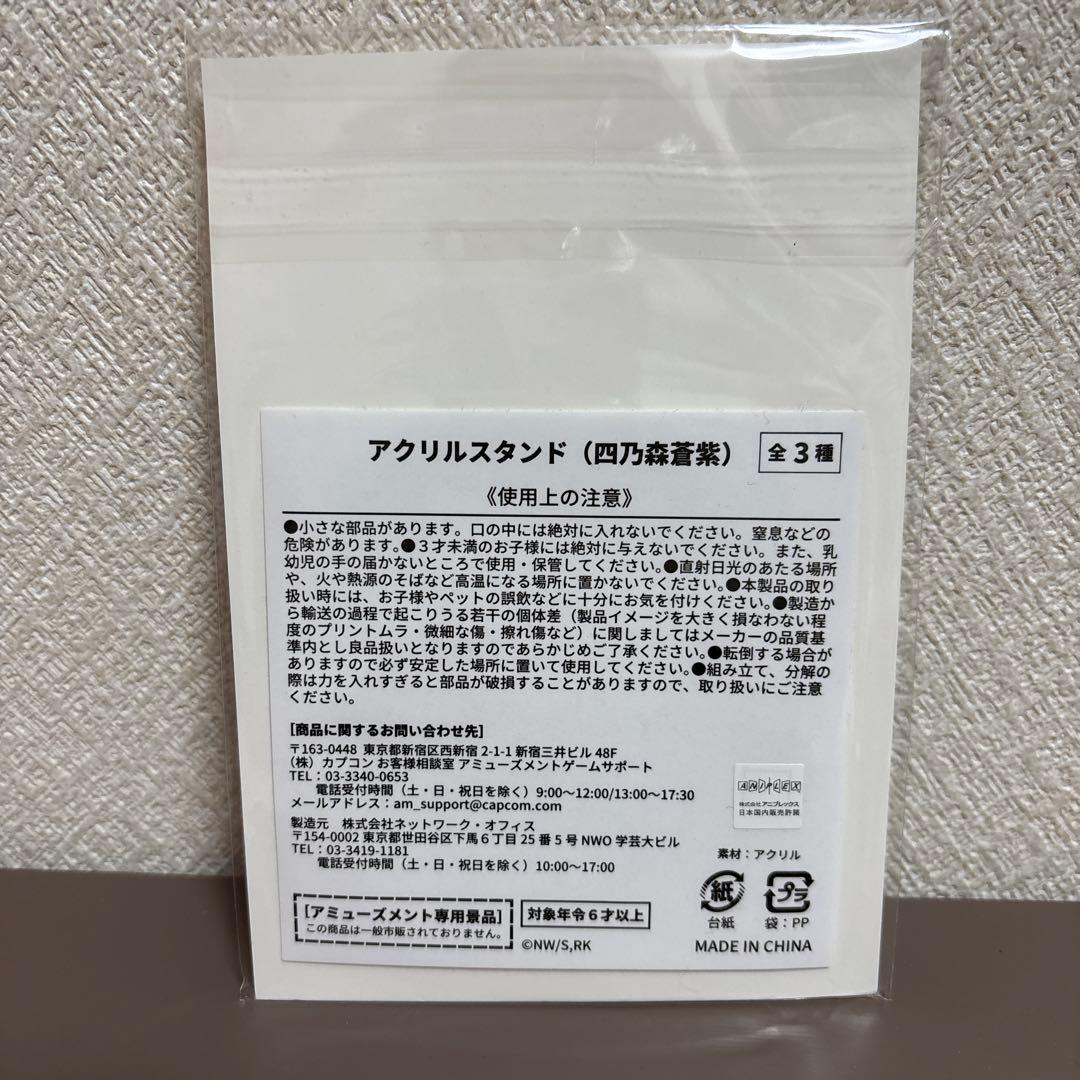 アクリルスタンド（四乃森蒼紫） 全3種
《使用上の注意》
●小さな部品があります。口の中には絶対に入れないでください。窒息などの
危険があります。●３才未満のお子様には絶対に与えないでください。また、乳
幼児の手の届かないところで使用・保管してください。●直射日光のあたる場所
や、火や熱源のそばなど高温になる場所に置かないでください。●本製品の取り
扱い時には、お子様やペットの誤飲などに十分にお気を付けください。●製造か
ら輸送の過程で起こりうる若干の個体差（製品イメージを大きく損なわない程
度のプリントムラ・微細な傷・擦れ傷など）に関しましてはメーカーの品質基
準内とし良品扱いとなりますのであらかじめご了承ください。●転倒する場合が
ありますので必ず安定した場所に置いて使用してください。●組み立て、分解の
際は力を入れすぎると部品が破損することがありますので、取り扱いにご注意
ください。
[商品に関するお問い合わせ先]
〒163-0448 東京都新宿区西新宿 2-1-1 新宿三井ビル 48F
（株）カプコン お客様相談室 アミューズメントゲームサポート
TEL：03-3340-0653
電話受付時間（土・日・祝日を除く）9:00～12:00/13:00～17:30
メールアドレス：am_support@capcom.com
製造元 株式会社ネットワーク・オフィス
〒154-0002 東京都世田谷区下馬６丁目25番５号 NWO 学芸大ビル
TEL：03-3419-1181
電話受付時間（土・日・祝日を除く）10:00～17:00
ANIPLEX
株式会社アニプレックス
日本国内販売許諾
素材：アクリル
紙 プラ
台紙 袋：PP
MADE IN CHINA
[アミューズメント専用景品]
この商品は一般市販されておりません。
対象年令６才以上
©NW/S,RK